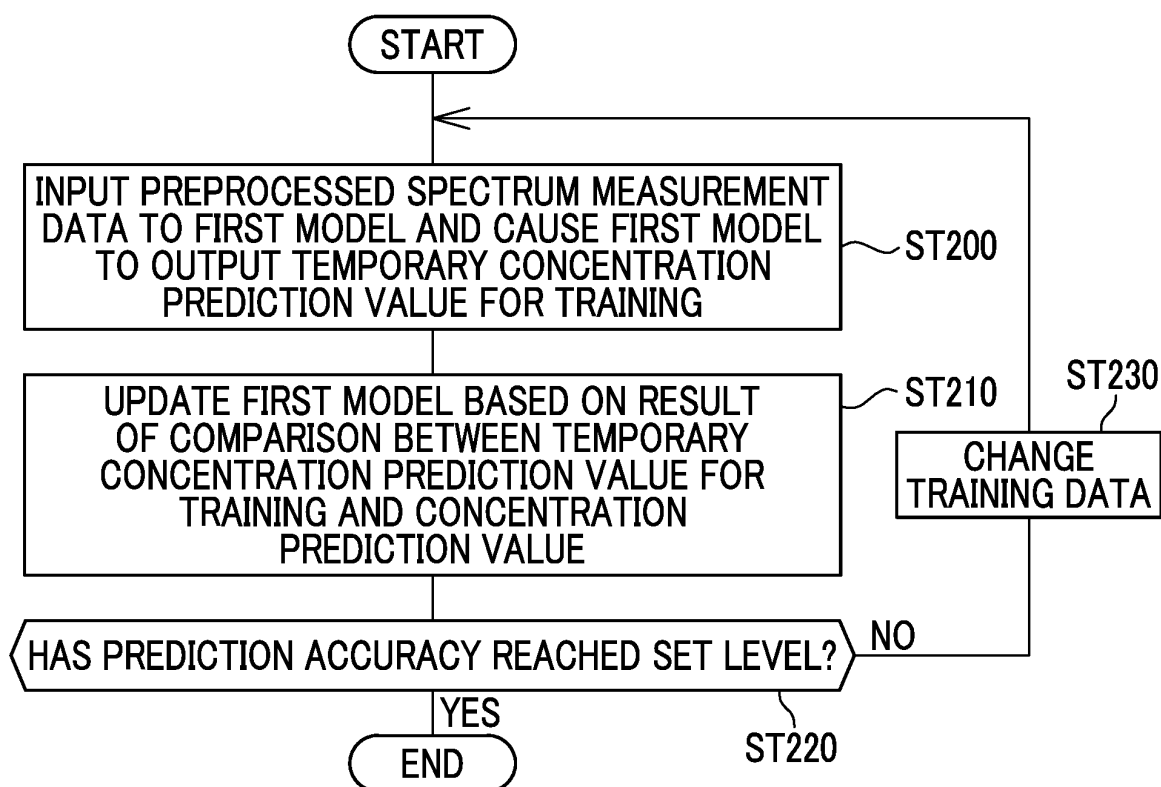 START
INPUT PREPROCESSED SPECTRUM MEASUREMENT
DATA TO FIRST MODEL AND CAUSE FIRST MODEL
TO OUTPUT TEMPORARY CONCENTRATION
PREDICTION VALUE FOR TRAINING
ST200
UPDATE FIRST MODEL BASED ON RESULT
OF COMPARISON BETWEEN TEMPORARY
CONCENTRATION PREDICTION VALUE FOR
TRAINING AND CONCENTRATION
PREDICTION VALUE
ST210
ST230
CHANGE
TRAINING DATA
HAS PREDICTION ACCURACY REACHED SET LEVEL?
NO
YES
ST220
END